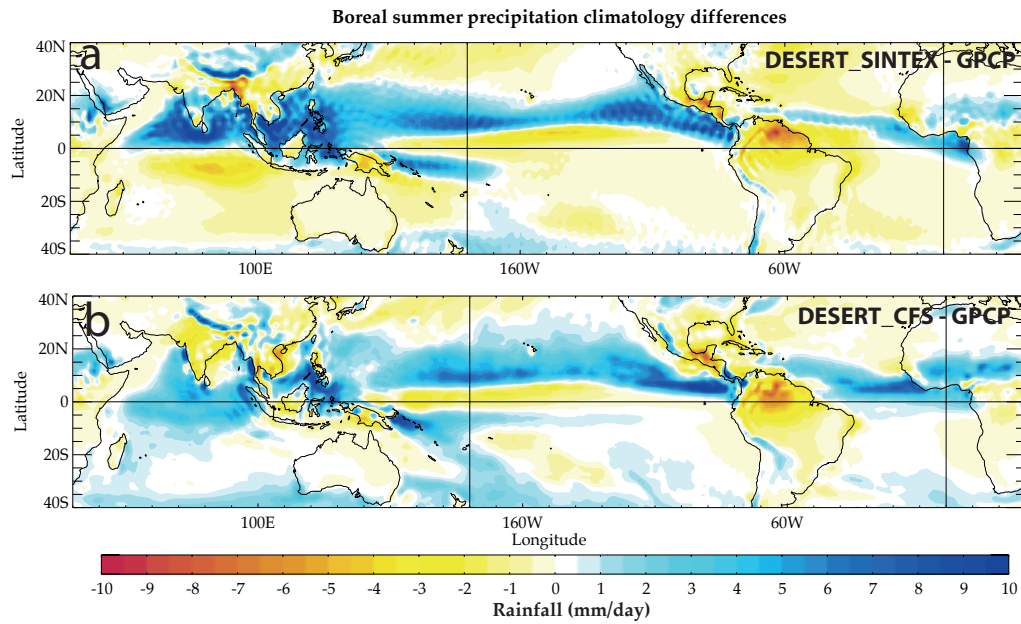 Boreal summer precipitation climatology differences
a
DESERT_SINTEX - GPCP
40N
20N
0
20S
40S
Latitude
100E
160W
60W
b
DESERT_CFS - GPCP
40N
20N
0
20S
40S
Latitude
100E
160W
60W
Longitude
-10 -9 -8 -7 -6 -5 -4 -3 -2 -1 0 1 2 3 4 5 6 7 8 9 10
Rainfall (mm/day)